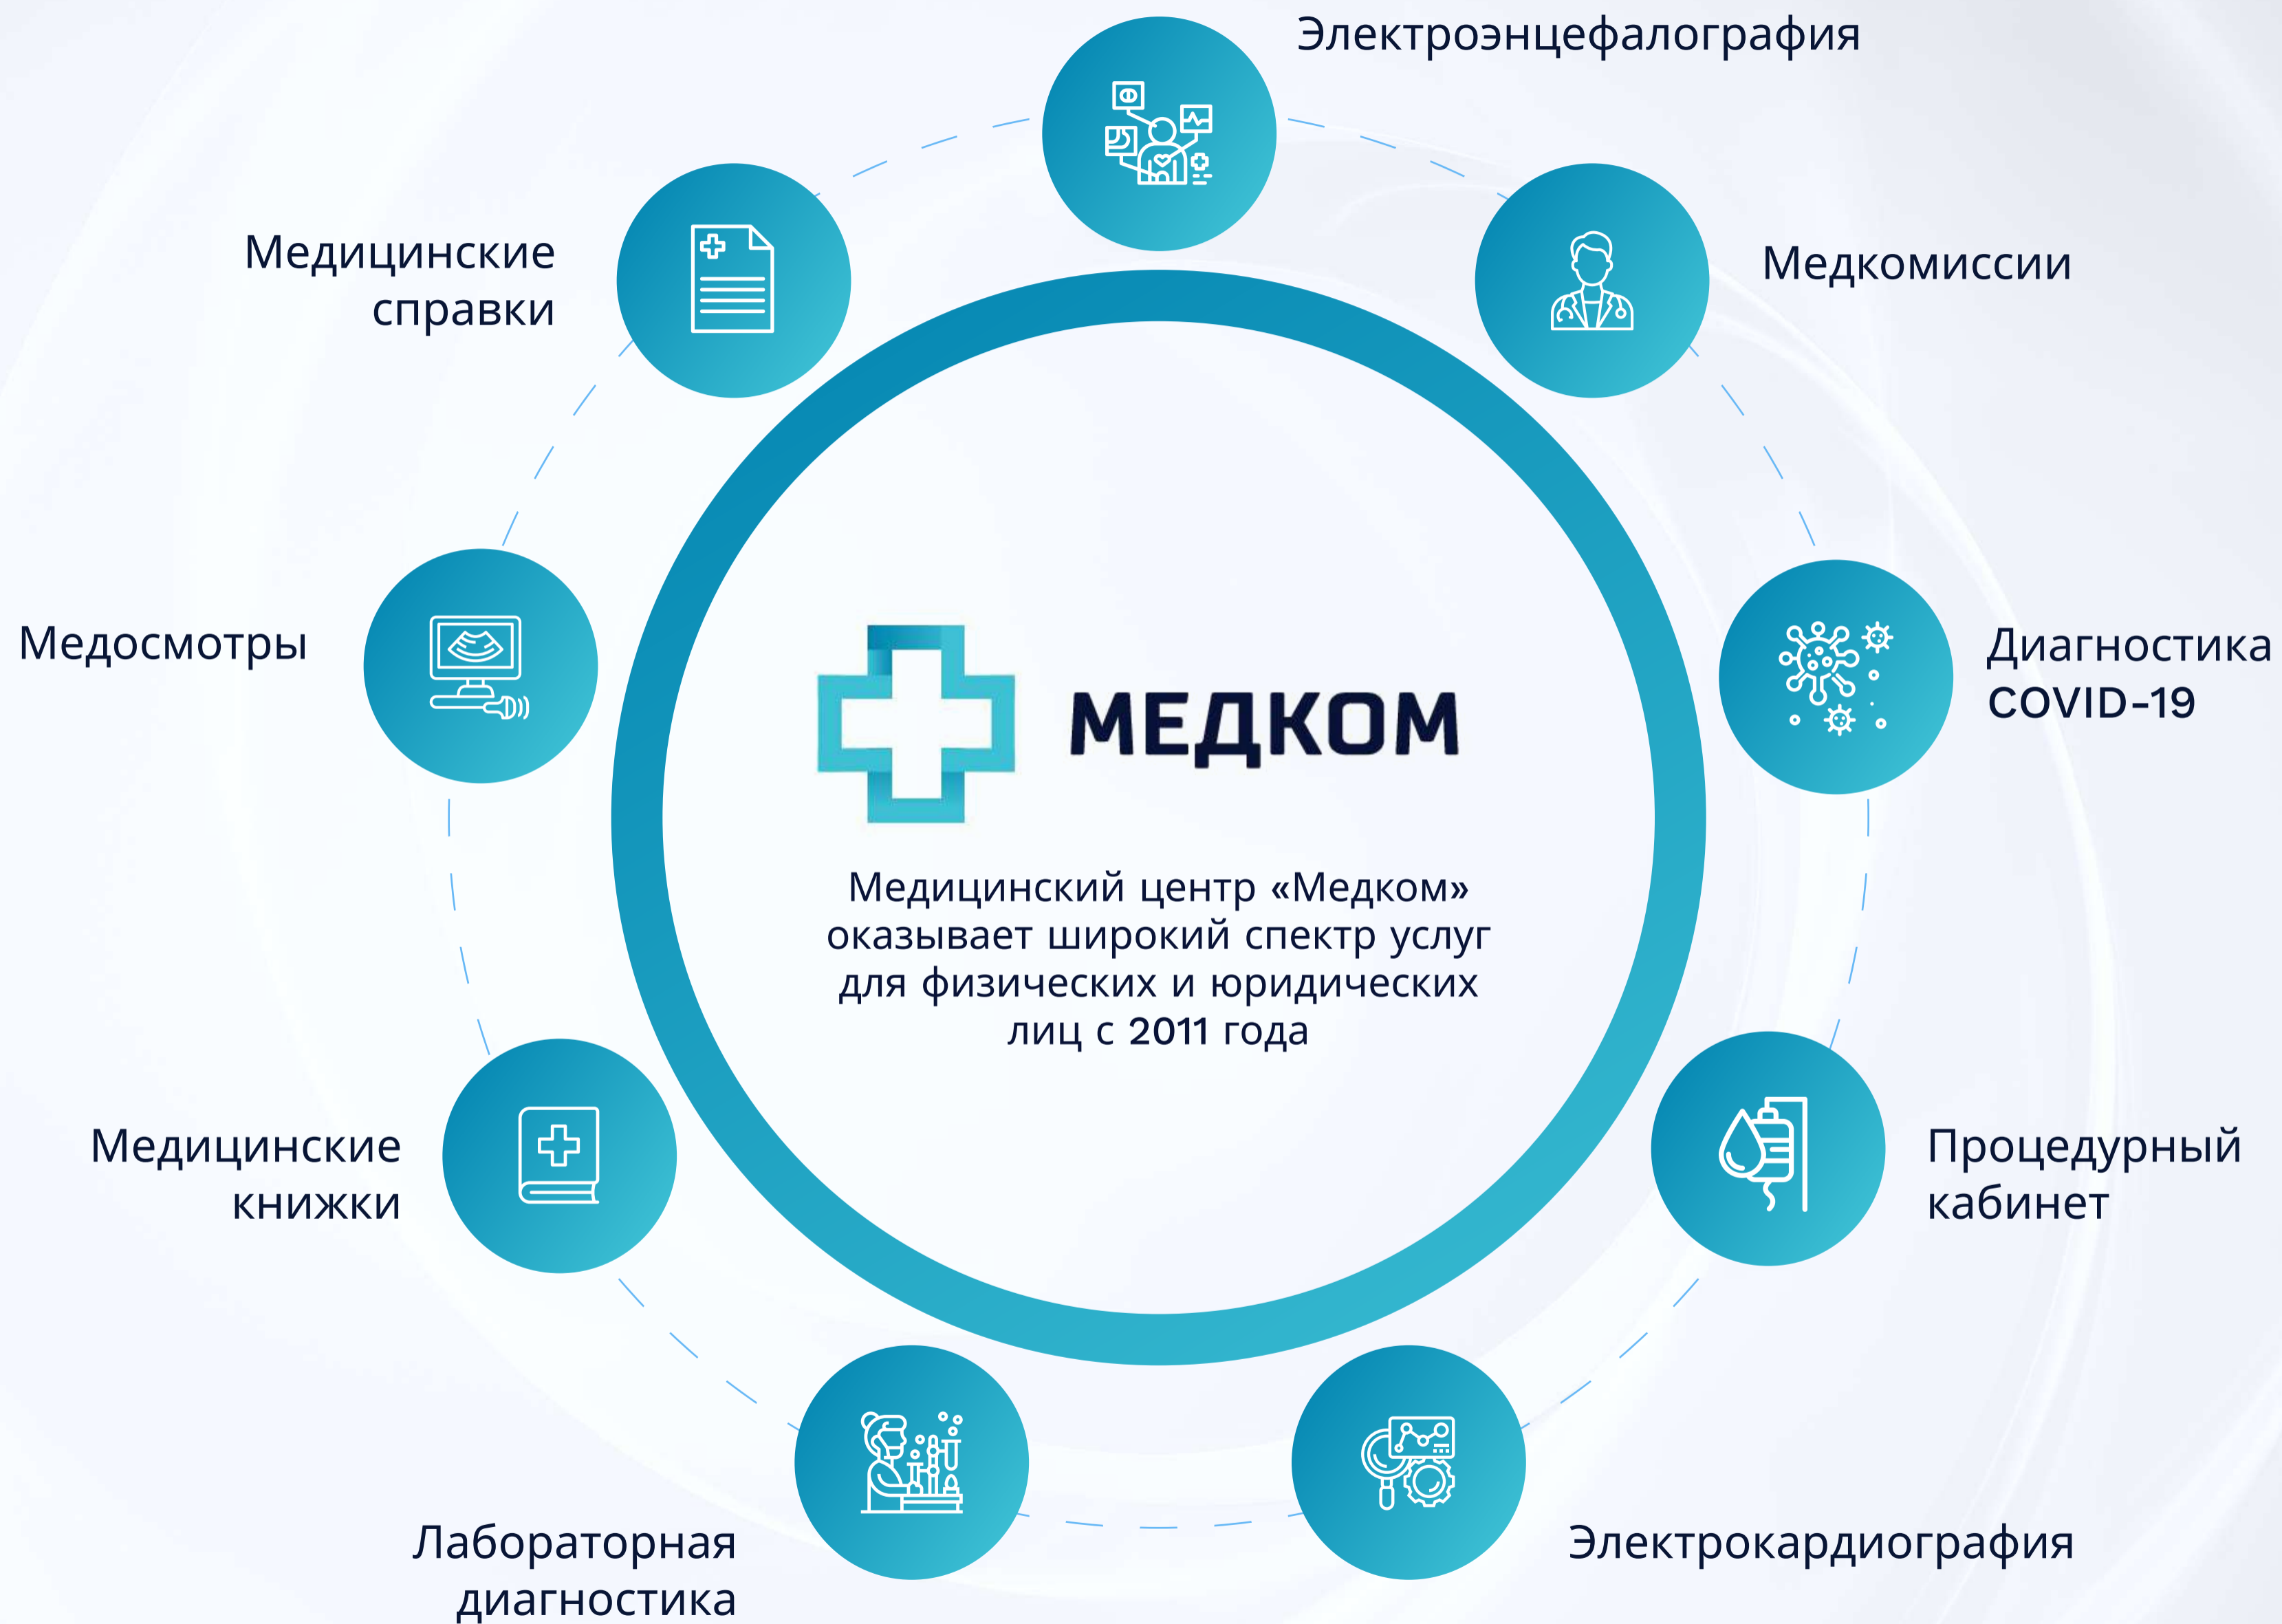 Электроэнцефалография
Медкомиссии
Диагностика
COVID-19
Процедурный
кабинет
Электрокардиография
Лабораторная
диагностика
Медицинские
книжки
Медосмотры
Медицинские
справки
МЕДКОМ
Медицинский центр «Медком»
оказывает широкий спектр услуг
для физических и юридических
лиц с 2011 года